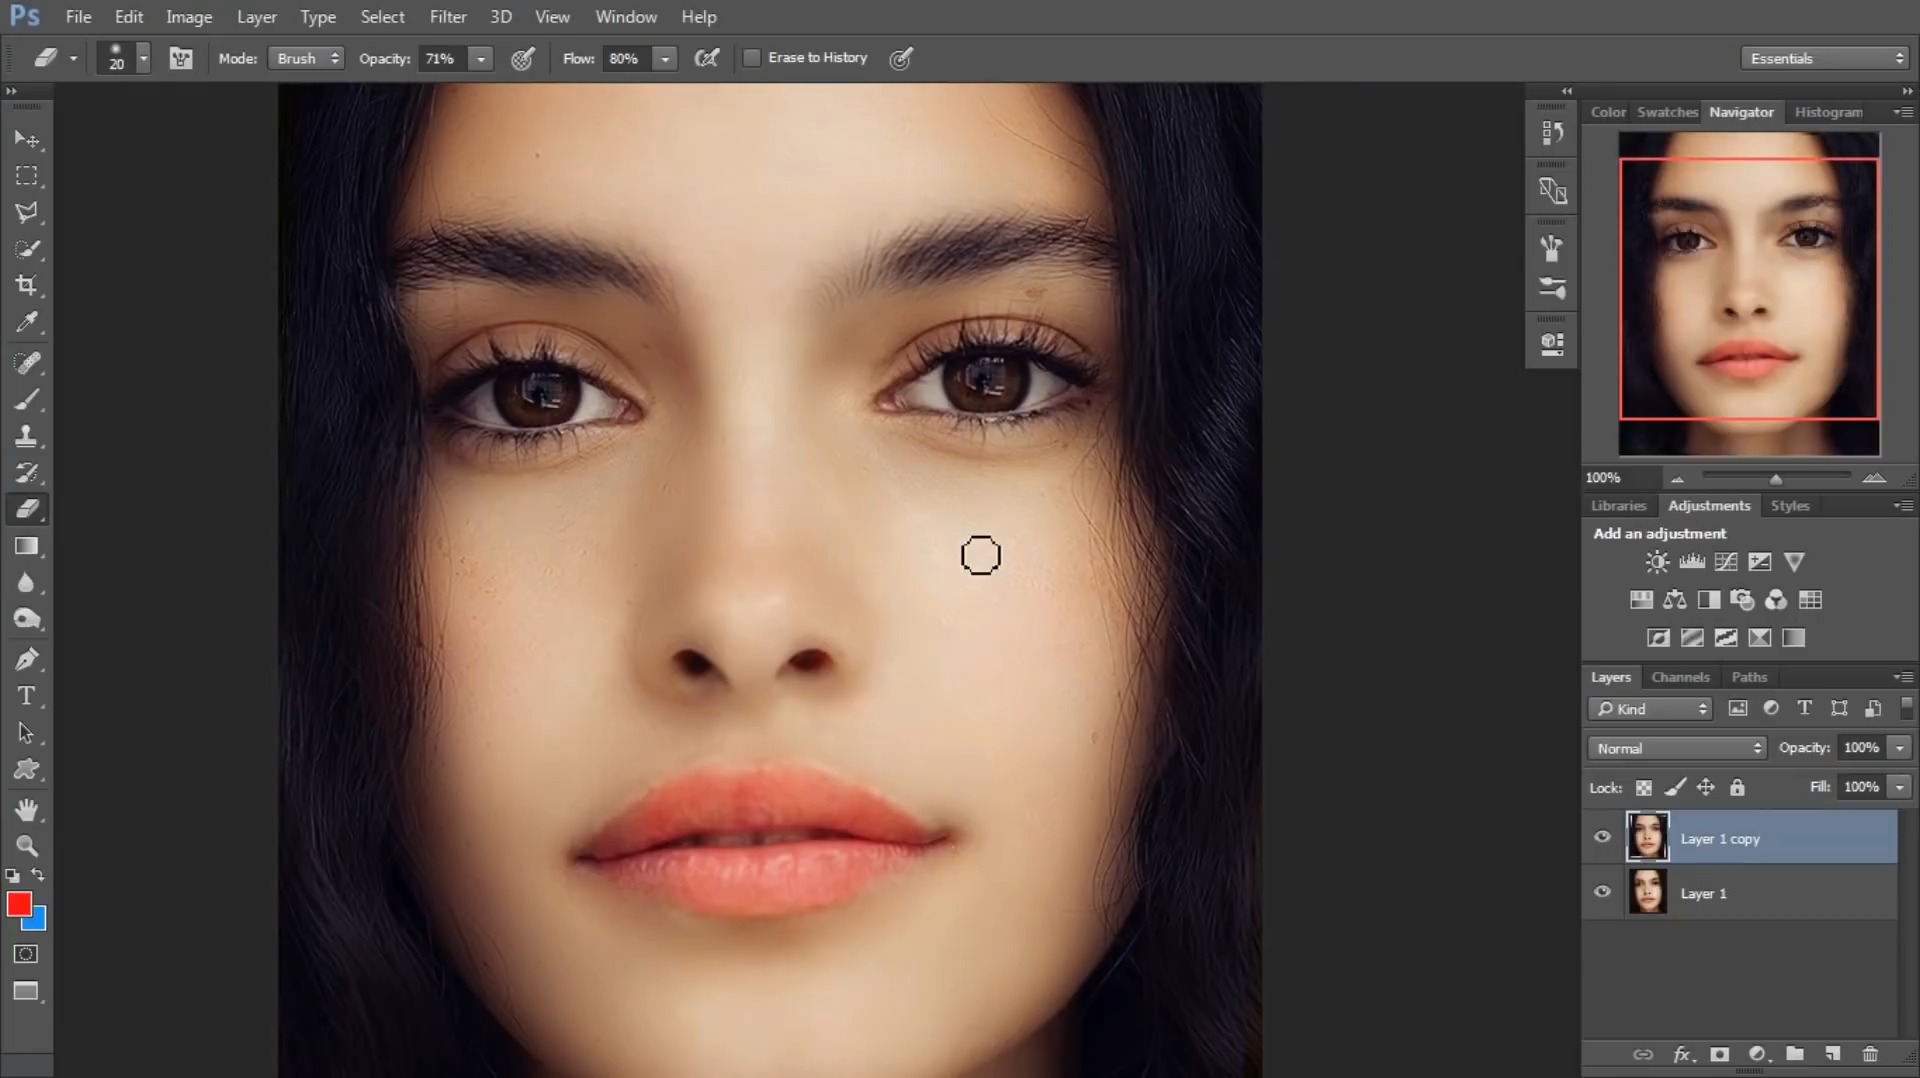 Ps File Edit Image Layer Type Select Filter 3D View Window Help
20 Mode: Brush Opacity: 71% Flow: 80% Erase to History Essentials
Color Swatches Navigator Histogram
100%
Libraries Adjustments Styles
Add an adjustment
Layers Channels Paths
Kind T
Normal Opacity: 100%
Lock: Fill: 100%
Layer 1 copy
Layer 1
T
fx